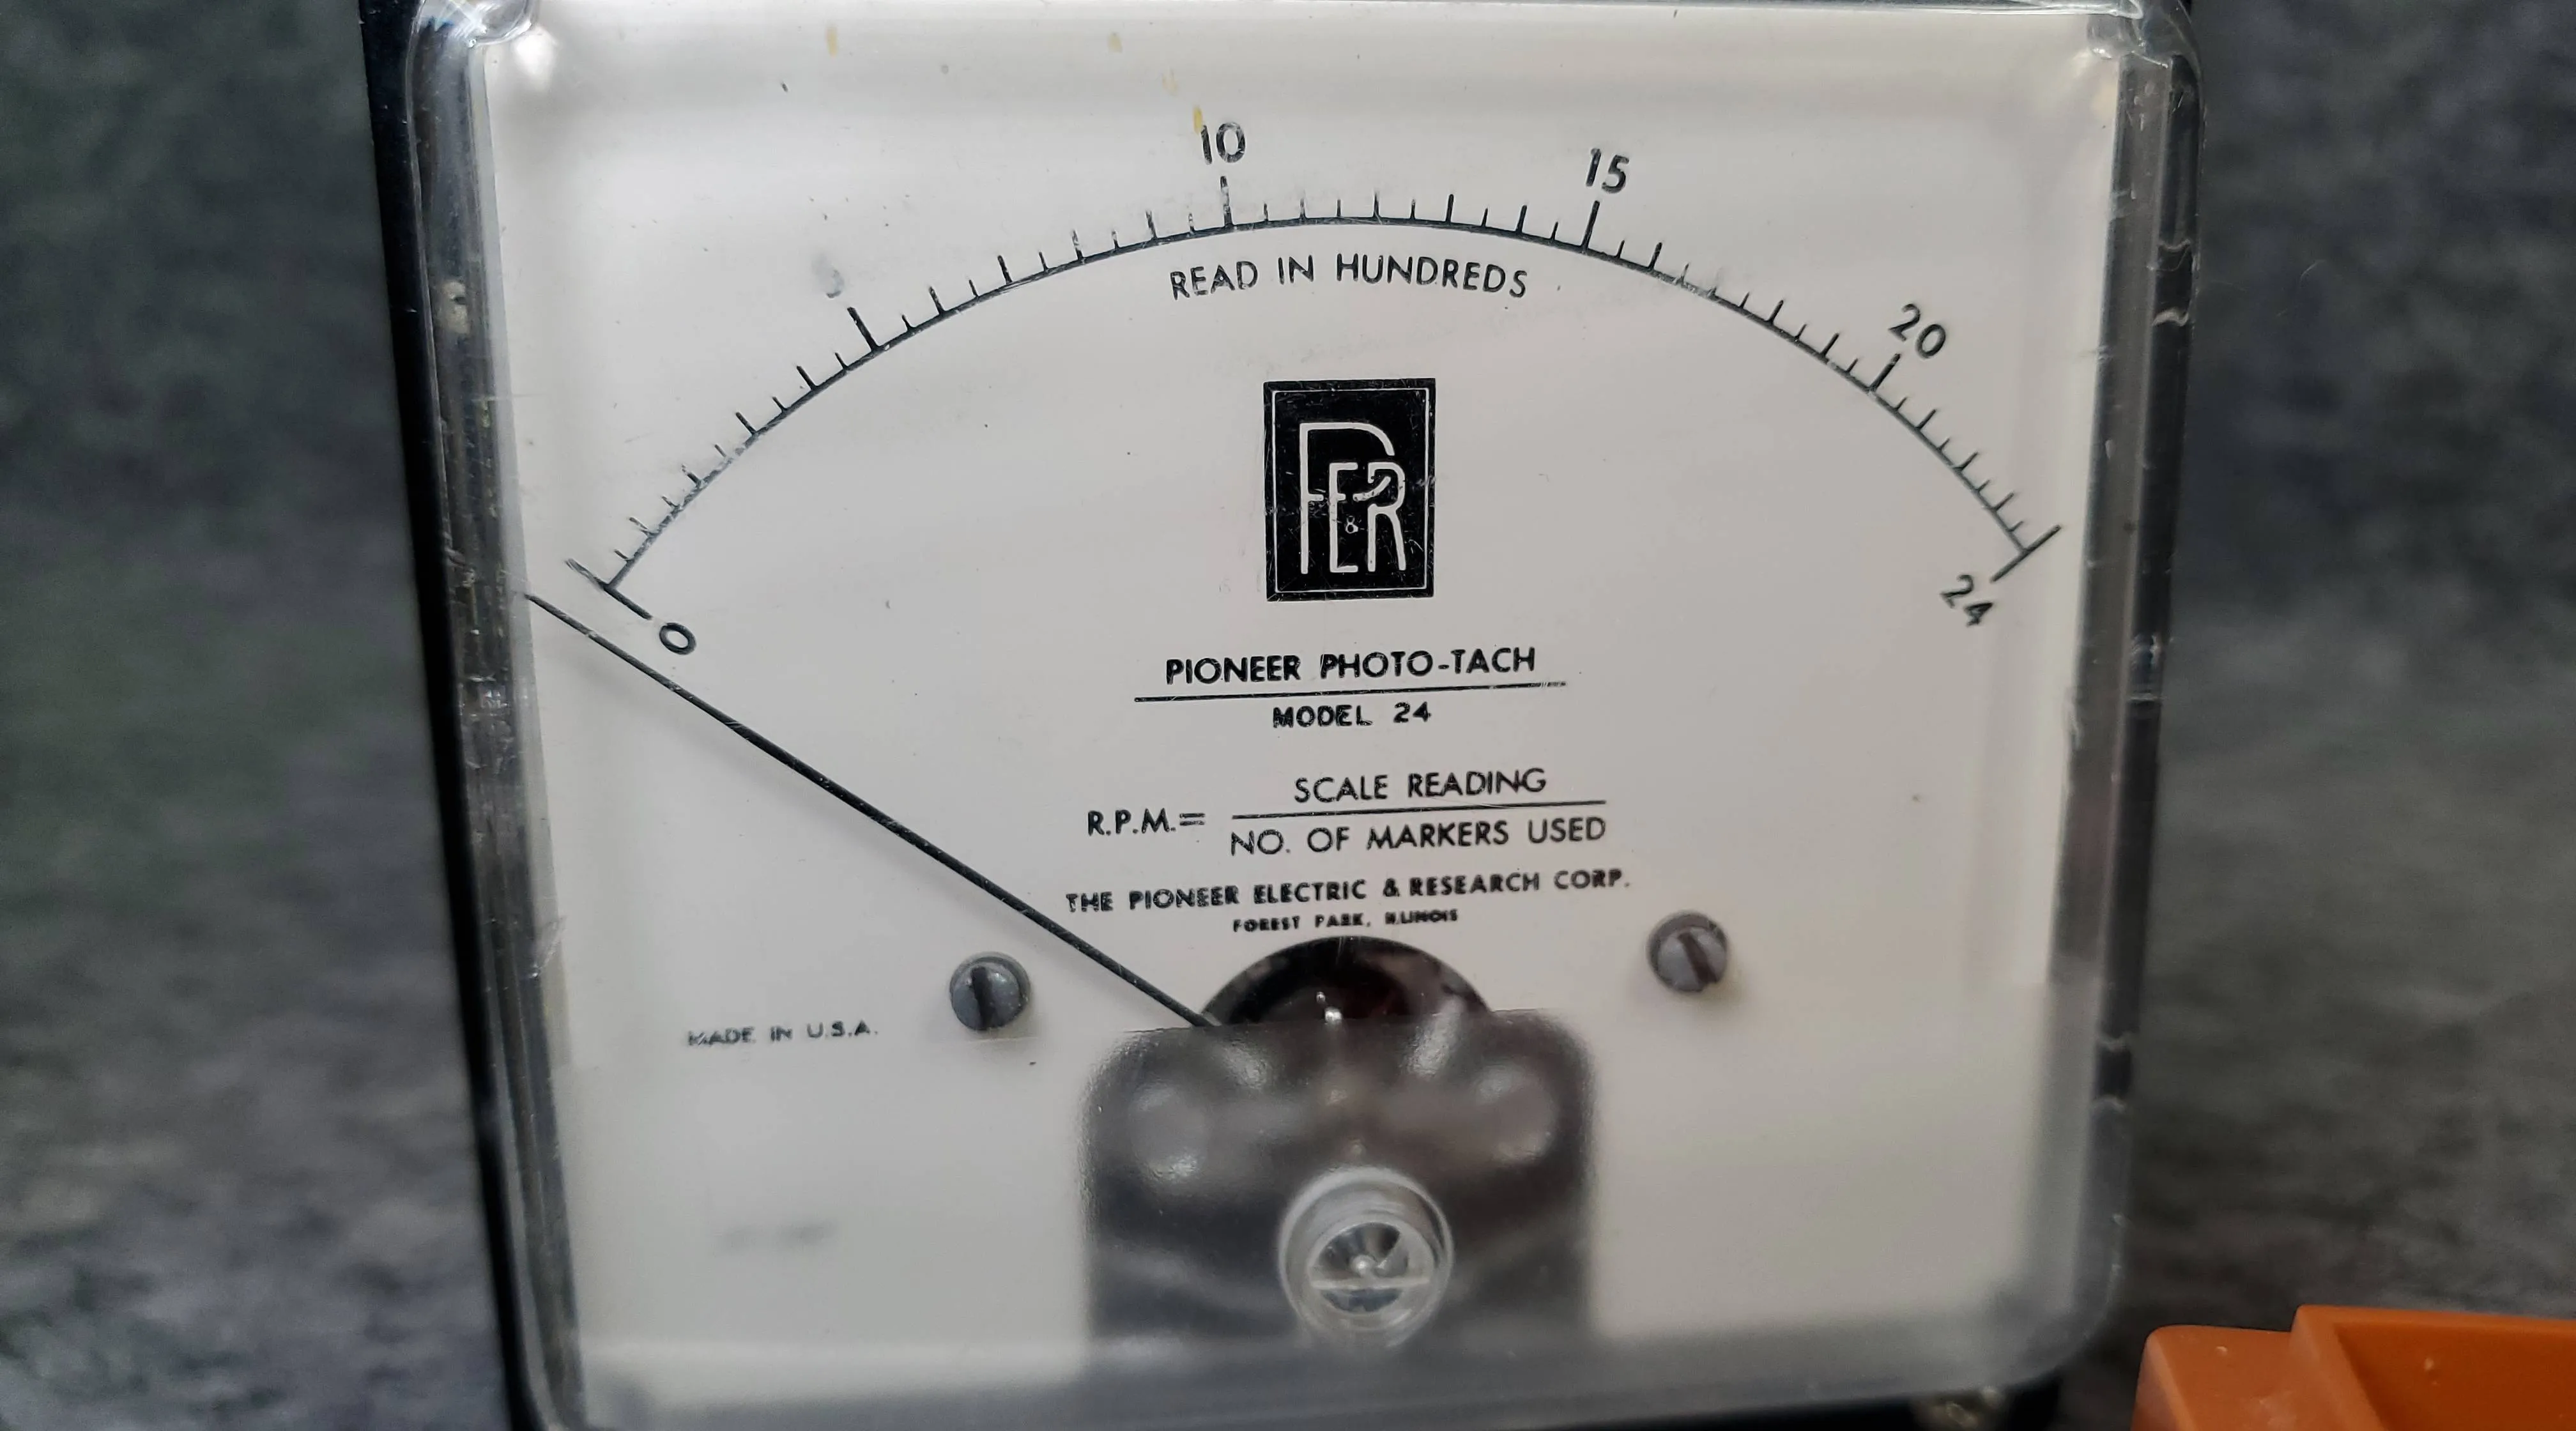 10
15
5
20
READ IN HUNDREDS
PE&R
0
24
PIONEER PHOTO-TACH
MODEL 24
R.P.M.= SCALE READING
NO. OF MARKERS USED
THE PIONEER ELECTRIC & RESEARCH CORP.
FOREST PARK, ILLINOIS
MADE IN U.S.A.